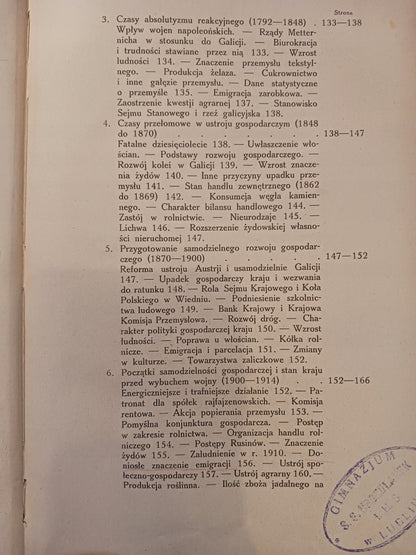 Strona
3. Czasy absolutyzmu reakcyjnego (1792—1848) . 133—138
Wpływ wojen napoleońskich. — Rządy Metter-
nicha w stosunku do Galicji. — Biurokracja
i trudności stawiane przez nią 133. — Wzrost
ludności 134. — Znaczenie przemysłu tekstyl-
nego. — Produkcja żelaza. — Cukrownictwo
i inne gałęzie przemysłu. — Dane statystyczne
o przemyśle 135. — Emigracja zarobkowa. —
Zaostrzenie kwestji agrarnej 137. — Stanowisko
Sejmu Stanowego i rzeź galicyjska 138.
4. Czasy przełomowe w ustroju gospodarczym (1848
do 1870) . . . . . . . . . 138—147
Fatalne dziesięciolecie 138. — Uwłaszczenie wło-
ścian. — Podstawy rozwoju gospodarczego. —
Rozwój kolei w Galicji 139. — Wzrost znacze-
nia żydów 140. — Inne przyczyny upadku prze-
mysłu 141. — Stan handlu zewnętrznego (1862
do 1869) 142. — Konsumcja węgla kamien-
nego. — Charakter bilansu handlowego 144. —
Zastój w rolnictwie. — Nieurodzaje 145. —
Lichwa 146. — Rozszerzenie żydowskiej własno-
ści nieruchomej 147.
5. Przygotowanie samodzielnego rozwoju gospodar-
czego (1870—1900) . . . . . . 147—152
Reforma ustroju Austrji i usamodzielnie Galicji
147. — Upadek gospodarczy kraju i wezwania
do ratunku 148. — Rola Sejmu Krajowego i Koła
Polskiego w Wiedniu. — Podniesienie szkolnic-
twa ludowego 149. — Bank Krajowy i Krajowa
Komisja Przemysłowa. — Rozwój dróg. — Cha-
rakter polityki gospodarczej kraju 150. — Wzrost
ludności. — Poprawa u włościan. — Kółka rol-
nicze. — Emigracja i parcelacja 151. — Zmiany
w kulturze. — Towarzystwa zaliczkowe 152.
6. Początki samodzielności gospodarczej i stan kraju
przed wybuchem wojny (1900—1914) . . 152—166
Energiczniejsze i trafniejsze działanie 152. — Pa-
tronat dla spółek rajfajzenowskich. — Komisja
rentowa. — Akcja popierania przemysłu 153. —
Pomyślna konjunktura gospodarcza. — Postęp
w zakresie rolnictwa. — Organizacja handlu rol-
niczego 154. — Postępy Rusinów. — Znaczenie
żydów 155. — Zaludnienie w r. 1910. — Do-
niosłe znaczenie emigracji 156. — Ustrój spo-
łeczno-gospodarczy 157. — Ustrój agrarny 160. —
Produkcja roślinna. — Ilość zboża jadalnego na
GIMNAZJUM
W LUBLINIE